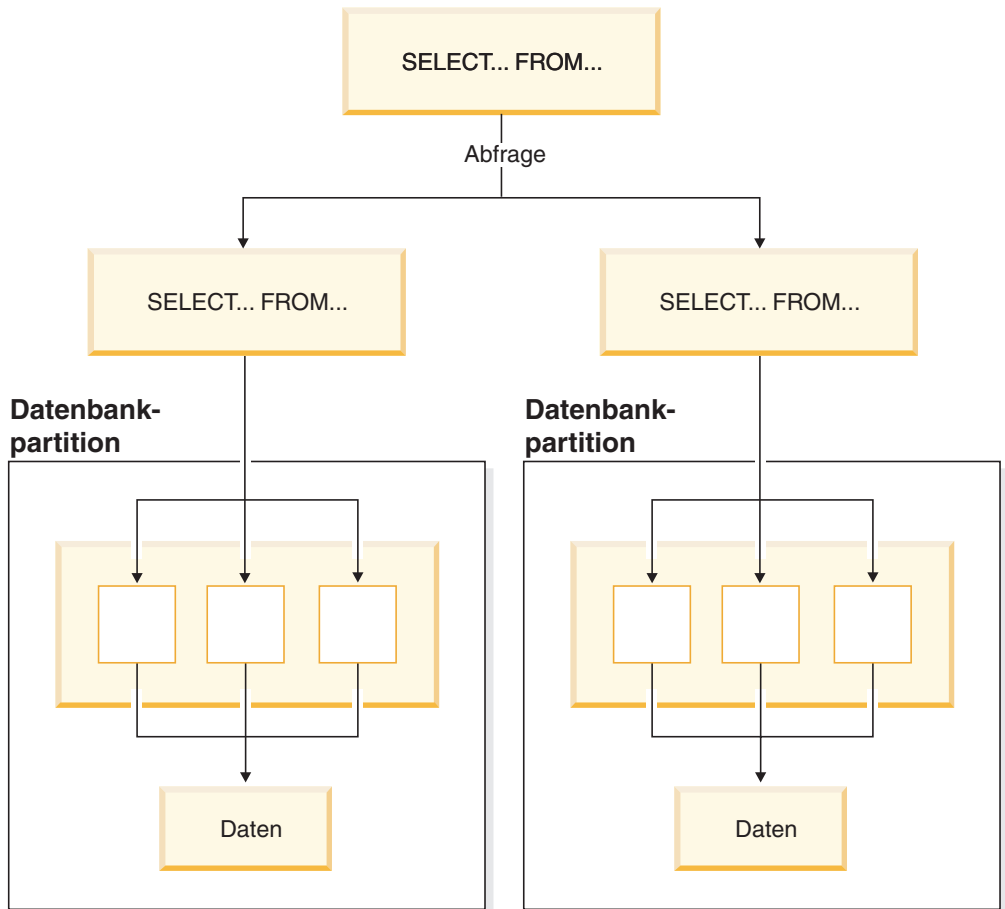 SELECT... FROM...
Abfrage
SELECT... FROM...
SELECT... FROM...
Datenbank-
partition
Datenbank-
partition
Daten
Daten